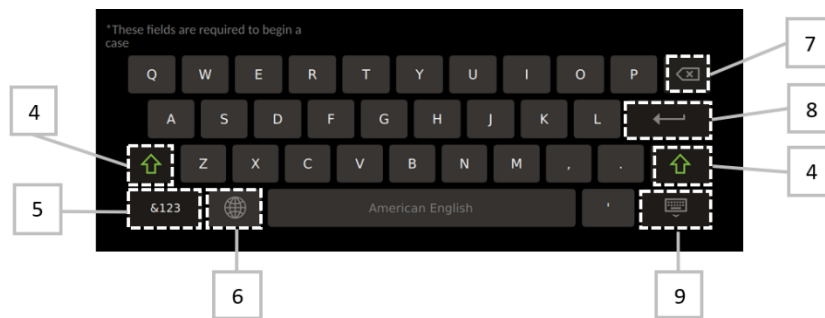 *These fields are required to begin a
case
Q W E R T Y U I O P
7
A S D F G H J K L
8
4
Z X C V B N M , .
4
5
&123
American English
'
6
9